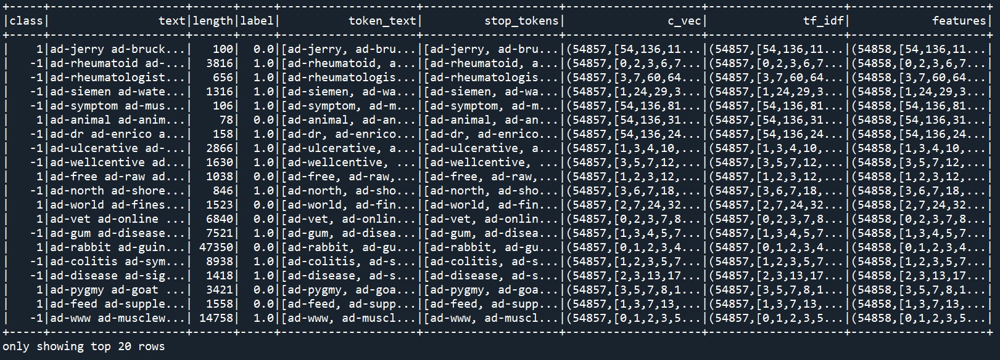 +-----+--------------------+------+-----+--------------------+--------------------+--------------------+--------------------+--------------------+
|class|                text|length|label|          token_text|         stop_tokens|               c_vec|              tf_idf|            features|
+-----+--------------------+------+-----+--------------------+--------------------+--------------------+--------------------+--------------------+
|    1|ad-jerry ad-bruck...|   100|  0.0|[ad-jerry, ad-bru...|[ad-jerry, ad-bru...|(54857,[54,136,11...|(54857,[54,136,11...|(54858,[54,136,11...|
|   -1|ad-rheumatoid ad-...|  3816|  1.0|[ad-rheumatoid, a...|[ad-rheumatoid, a...|(54857,[0,2,3,6,7...|(54857,[0,2,3,6,7...|(54858,[0,2,3,6,7...|
|   -1|ad-rheumatologist...|   656|  1.0|[ad-rheumatologis...|[ad-rheumatologis...|(54857,[3,7,60,64...|(54857,[3,7,60,64...|(54858,[3,7,60,64...|
|   -1|ad-siemen ad-wate...|  1316|  1.0|[ad-siemen, ad-wa...|[ad-siemen, ad-wa...|(54857,[1,24,29,3...|(54857,[1,24,29,3...|(54858,[1,24,29,3...|
|   -1|ad-symptom ad-mus...|   106|  1.0|[ad-symptom, ad-m...|[ad-symptom, ad-m...|(54857,[54,136,81...|(54857,[54,136,81...|(54858,[54,136,81...|
|    1|ad-animal ad-anim...|    78|  0.0|[ad-animal, ad-an...|[ad-animal, ad-an...|(54857,[54,136,31...|(54857,[54,136,31...|(54858,[54,136,31...|
|   -1|ad-dr ad-enrico a...|   158|  1.0|[ad-dr, ad-enrico...|[ad-dr, ad-enrico...|(54857,[54,136,24...|(54857,[54,136,24...|(54858,[54,136,24...|
|   -1|ad-ulcerative ad-...|  2866|  1.0|[ad-ulcerative, a...|[ad-ulcerative, a...|(54857,[1,3,4,10,...|(54857,[1,3,4,10,...|(54858,[1,3,4,10,...|
|   -1|ad-wellcentive ad...|  1630|  1.0|[ad-wellcentive, ...|[ad-wellcentive, ...|(54857,[3,5,7,12,...|(54857,[3,5,7,12,...|(54858,[3,5,7,12,...|
|    1|ad-free ad-raw ad...|  1038|  0.0|[ad-free, ad-raw,...|[ad-free, ad-raw,...|(54857,[1,2,3,12,...|(54857,[1,2,3,12,...|(54858,[1,2,3,12,...|
|   -1|ad-north ad-shore...|   846|  1.0|[ad-north, ad-sho...|[ad-north, ad-sho...|(54857,[3,6,7,18,...|(54857,[3,6,7,18,...|(54858,[3,6,7,18,...|
|    1|ad-world ad-fines...|  1523|  0.0|[ad-world, ad-fin...|[ad-world, ad-fin...|(54857,[2,7,24,32...|(54857,[2,7,24,32...|(54858,[2,7,24,32...|
|    1|ad-vet ad-online ...|  6840|  0.0|[ad-vet, ad-onlin...|[ad-vet, ad-onlin...|(54857,[0,2,3,7,8...|(54857,[0,2,3,7,8...|(54858,[0,2,3,7,8...|
|   -1|ad-gum ad-disease...|  7521|  1.0|[ad-gum, ad-disea...|[ad-gum, ad-disea...|(54857,[1,3,4,5,7...|(54857,[1,3,4,5,7...|(54858,[1,3,4,5,7...|
|    1|ad-rabbit ad-guin...| 47350|  0.0|[ad-rabbit, ad-gu...|[ad-rabbit, ad-gu...|(54857,[0,1,2,3,4...|(54857,[0,1,2,3,4...|(54858,[0,1,2,3,4...|
|   -1|ad-colitis ad-sym...|  8938|  1.0|[ad-colitis, ad-s...|[ad-colitis, ad-s...|(54857,[1,2,3,5,7...|(54857,[1,2,3,5,7...|(54858,[1,2,3,5,7...|
|   -1|ad-disease ad-sig...|  1418|  1.0|[ad-disease, ad-s...|[ad-disease, ad-s...|(54857,[2,3,13,17...|(54857,[2,3,13,17...|(54858,[2,3,13,17...|
|    1|ad-pygmy ad-goat ...|  3421|  0.0|[ad-pygmy, ad-goa...|[ad-pygmy, ad-goa...|(54857,[3,5,7,8,1...|(54857,[3,5,7,8,1...|(54858,[3,5,7,8,1...|
|    1|ad-feed ad-supple...|  1558|  0.0|[ad-feed, ad-supp...|[ad-feed, ad-supp...|(54857,[1,3,7,13,...|(54857,[1,3,7,13,...|(54858,[1,3,7,13,...|
|   -1|ad-www ad-musclew...| 14758|  1.0|[ad-www, ad-muscl...|[ad-www, ad-muscl...|(54857,[0,1,2,3,5...|(54857,[0,1,2,3,5...|(54858,[0,1,2,3,5...|
+-----+--------------------+------+-----+--------------------+--------------------+--------------------+--------------------+--------------------+
only showing top 20 rows